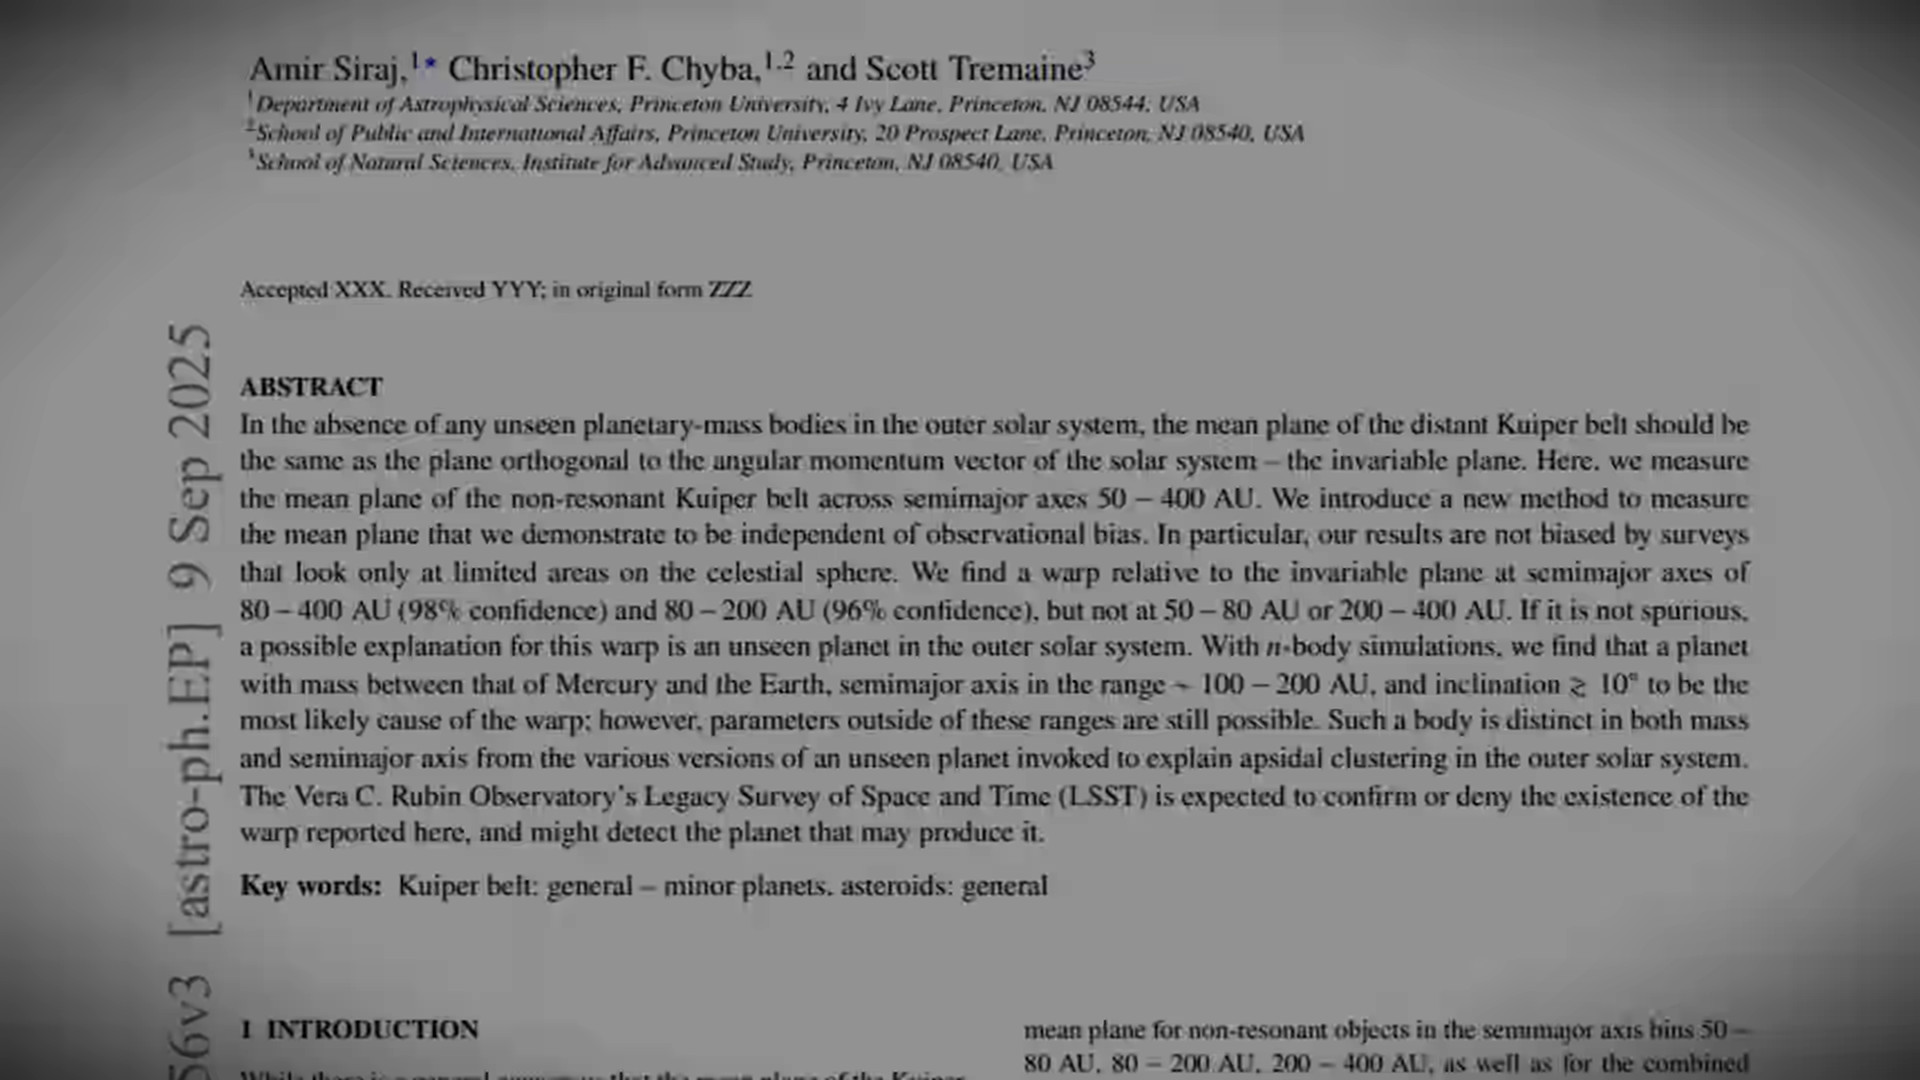 Amir Siraj,1★ Christopher F. Chyba,1,2 and Scott Tremaine3
1Department of Astrophysical Sciences, Princeton University, 4 Ivy Lane, Princeton, NJ 08544, USA
2School of Public and International Affairs, Princeton University, 20 Prospect Lane, Princeton, NJ 08540, USA
3School of Natural Sciences, Institute for Advanced Study, Princeton, NJ 08540, USA
Accepted XXX. Received YYY; in original form ZZZ
ABSTRACT
In the absence of any unseen planetary-mass bodies in the outer solar system, the mean plane of the distant Kuiper belt should be
the same as the plane orthogonal to the angular momentum vector of the solar system – the invariable plane. Here, we measure
the mean plane of the non-resonant Kuiper belt across semimajor axes 50 – 400 AU. We introduce a new method to measure
the mean plane that we demonstrate to be independent of observational bias. In particular, our results are not biased by surveys
that look only at limited areas on the celestial sphere. We find a warp relative to the invariable plane at semimajor axes of
80 – 400 AU (98% confidence) and 80 – 200 AU (96% confidence), but not at 50 – 80 AU or 200 – 400 AU. If it is not spurious,
a possible explanation for this warp is an unseen planet in the outer solar system. With n-body simulations, we find that a planet
with mass between that of Mercury and the Earth, semimajor axis in the range ~ 100 – 200 AU, and inclination ≳ 10° to be the
most likely cause of the warp; however, parameters outside of these ranges are still possible. Such a body is distinct in both mass
and semimajor axis from the various versions of an unseen planet invoked to explain apsidal clustering in the outer solar system.
The Vera C. Rubin Observatory's Legacy Survey of Space and Time (LSST) is expected to confirm or deny the existence of the
warp reported here, and might detect the planet that may produce it.
Key words: Kuiper belt: general – minor planets, asteroids: general
56v3 [astro-ph.EP] 9 Sep 2025
1 INTRODUCTION
mean plane for non-resonant objects in the semimajor axis bins 50 –
80 AU, 80 – 200 AU, 200 – 400 AU, as well as for the combined